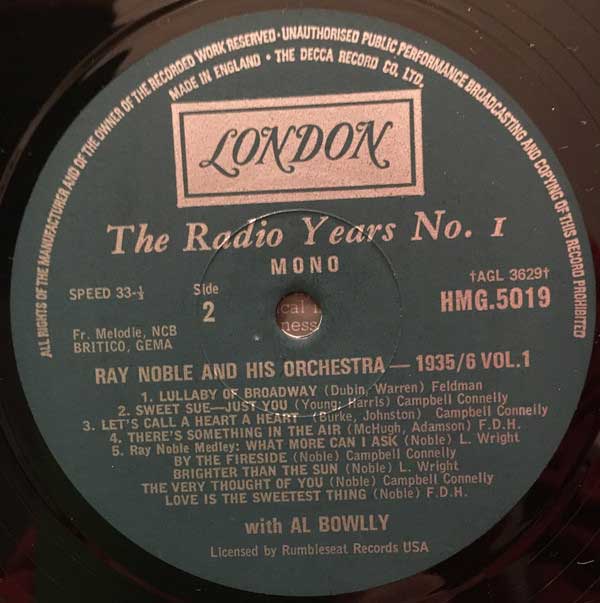 ALL RIGHTS OF THE MANUFACTURER AND OF THE OWNER OF THE RECORDED WORK RESERVED · UNAUTHORISED PUBLIC PERFORMANCE BROADCASTING AND COPYING OF THIS RECORD PROHIBITED
MADE IN ENGLAND · THE DECCA RECORD CO, LTD.
LONDON
The Radio Years No. 1
MONO
SPEED 33-⅓
Side
2
†AGL 3629†
HMG.5019
Fr. Melodie, NCB
BRITICO, GEMA
RAY NOBLE AND HIS ORCHESTRA — 1935/6 VOL.1
1. LULLABY OF BROADWAY (Dubin, Warren) Feldman
2. SWEET SUE—JUST YOU (Young; Harris) Campbell Connelly
3. LET'S CALL A HEART A HEART (Burke, Johnston) Campbell Connelly
4. THERE'S SOMETHING IN THE AIR (McHugh, Adamson) F.D.H.
5. Ray Noble Medley: WHAT MORE CAN I ASK (Noble) L. Wright
BY THE FIRESIDE (Noble) Campbell Connelly
BRIGHTER THAN THE SUN (Noble) L. Wright
THE VERY THOUGHT OF YOU (Noble) Campbell Connelly
LOVE IS THE SWEETEST THING (Noble) F.D.H.
with AL BOWLLY
Licensed by Rumbleseat Records USA